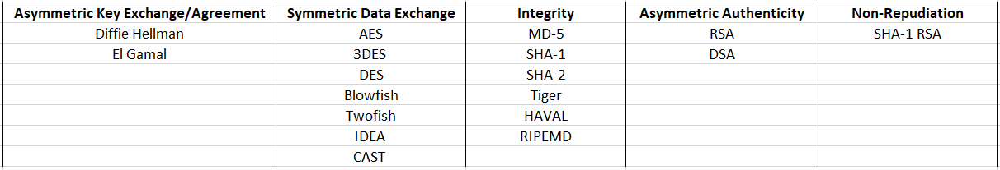 Asymmetric Key Exchange/Agreement Symmetric Data Exchange Integrity Asymmetric Authenticity Non-Repudiation
Diffie Hellman AES MD-5 RSA SHA-1 RSA
El Gamal 3DES SHA-1 DSA
DES SHA-2
Blowfish Tiger
Twofish HAVAL
IDEA RIPEMD
CAST